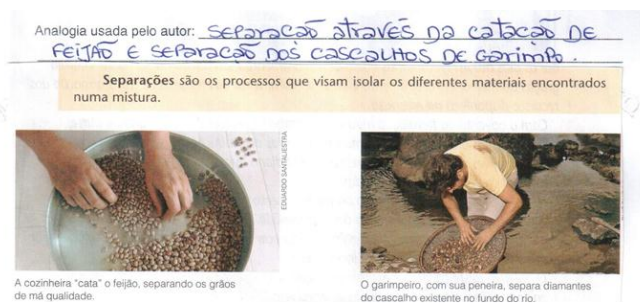 Analogia usada pelo autor: SEPARAÇÃO ATRAVÉS DA CATAÇÃO DE
FEIJÃO E SEPARAÇÃO DOS CASCALHOS DE GARIMPO.
Separações são os processos que visam isolar os diferentes materiais encontrados
numa mistura.
EDUARDO SANTALIESTRA
A cozinheira "cata" o feijão, separando os grãos
de má qualidade.
O garimpeiro, com sua peneira, separa diamantes
do cascalho existente no fundo do rio.